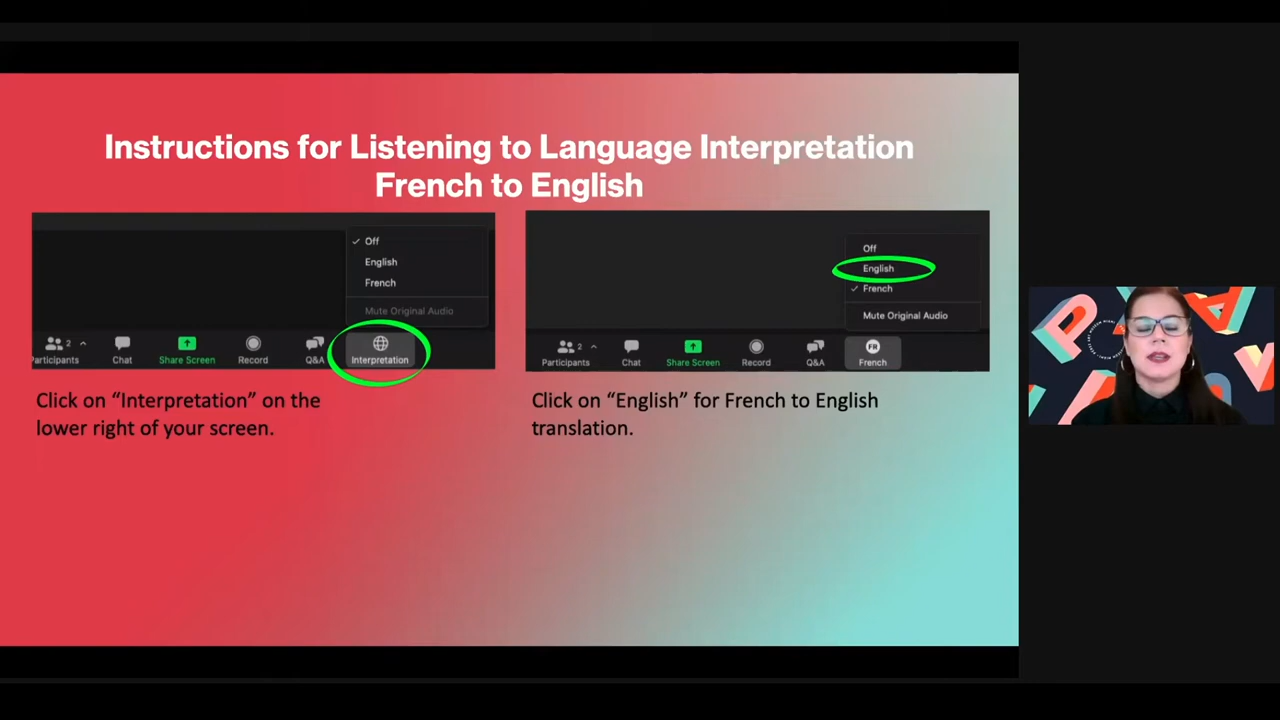 Instructions for Listening to Language Interpretation
French to English
Off
English
French
Mute Original Audio
Participants
2
Chat
Share Screen
Record
Q&A
Interpretation
Click on “Interpretation” on the
lower right of your screen.
Off
English
French
Mute Original Audio
Participants
2
Chat
Share Screen
Record
Q&A
FR
French
Click on “English” for French to English
translation.